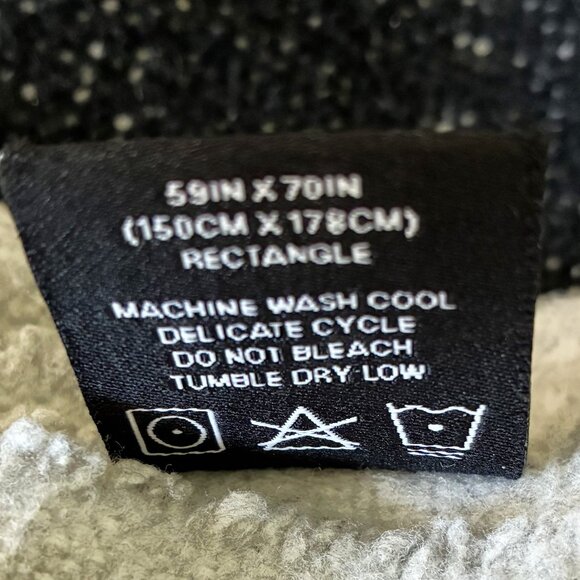 59IN X 70IN
(150CM X 178CM)
RECTANGLE
MACHINE WASH COOL
DELICATE CYCLE
DO NOT BLEACH
TUMBLE DRY LOW